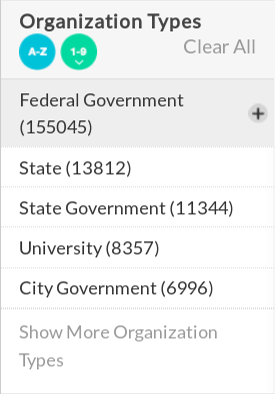 Organization Types
A-Z 1-9 Clear All
Federal Government
(155045)
State (13812)
State Government (11344)
University (8357)
City Government (6996)
Show More Organization
Types